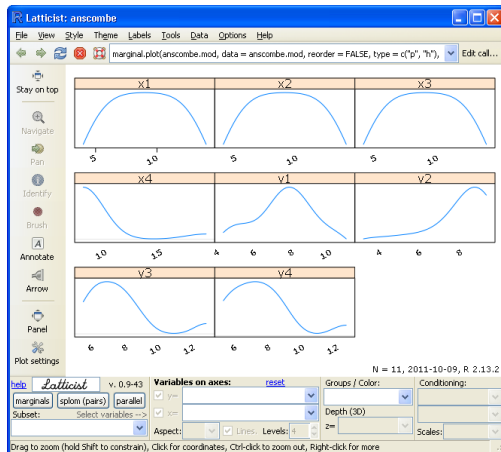 Latticist: anscombe
File View Style Theme Labels Tools Data Options Help
marginal.plot(anscombe.mod, data = anscombe.mod, reorder = FALSE, type = c("p", "h"), Edit call...
Stay on top
Navigate
Pan
Identify
Brush
Annotate
Arrow
Panel
Plot settings
x1 x2 x3
5 10 5 10 5 10
x4 y1 y2
10 15 4 6 8 10 4 6 8
y3 y4
6 8 10 12 6 8 10 12
N = 11, 2011-10-09, R 2.13.2
help Latticist v. 0.9-43
marginals splom (pairs) parallel
Subset: Select variables -->
Variables on axes: reset
y=
x=
Aspect: Lines. Levels: 4
Groups / Color:
Depth (3D)
z=
Conditioning:
Scales:
Drag to zoom (hold Shift to constrain), Click for coordinates, Ctrl-click to zoom out, Right-click for more